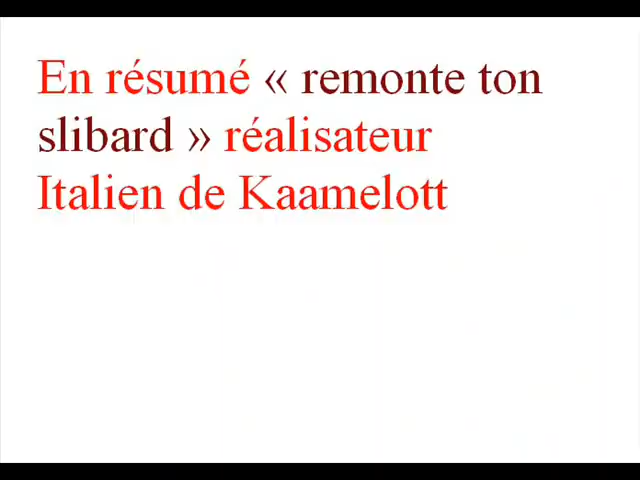 En résumé « remonte ton
slibard » réalisateur
Italien de Kaamelott